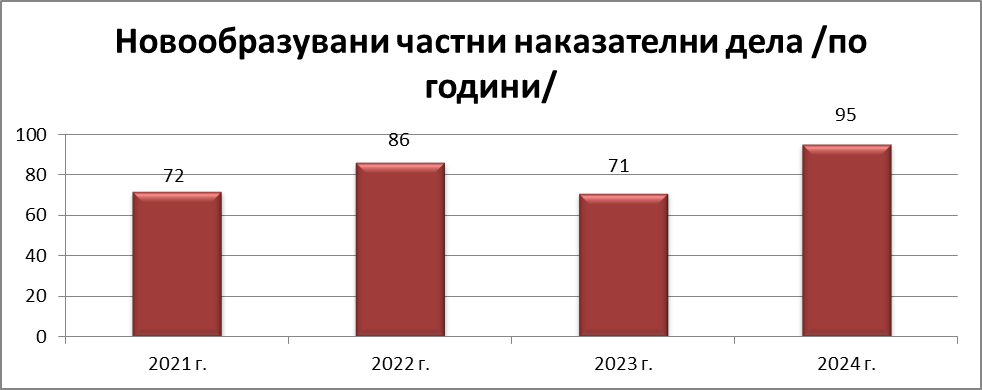 Новообразувани частни наказателни дела /по
години/
100
80
60
40
20
0
72
86
71
95
2021 г.
2022 г.
2023 г.
2024 г.